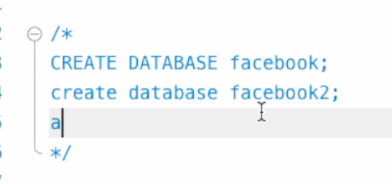 /*
CREATE DATABASE facebook;
create database facebook2;
a
*/